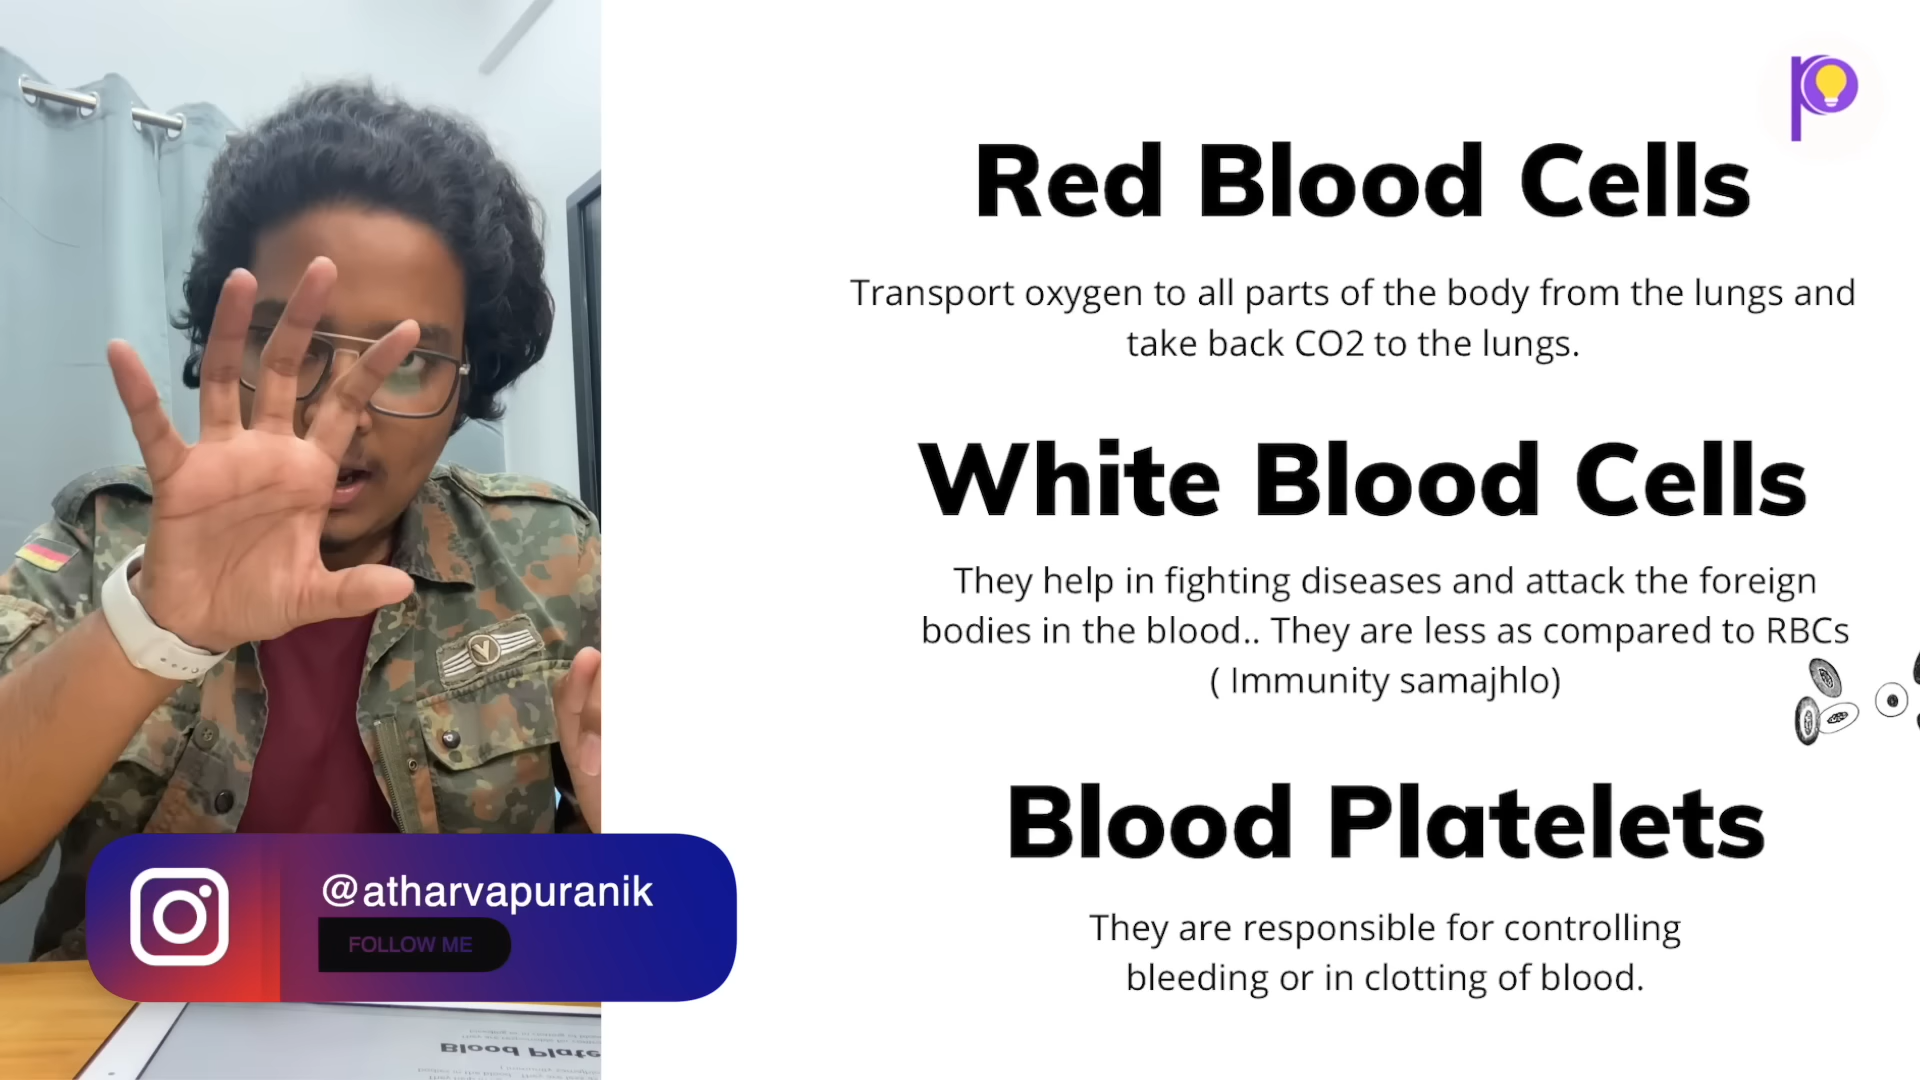 Red Blood Cells
Transport oxygen to all parts of the body from the lungs and
take back CO2 to the lungs.
White Blood Cells
They help in fighting diseases and attack the foreign
bodies in the blood.. They are less as compared to RBCs
( Immunity samajhlo)
Blood Platelets
They are responsible for controlling
bleeding or in clotting of blood.
@atharvapuranik
FOLLOW ME
Blood Plate